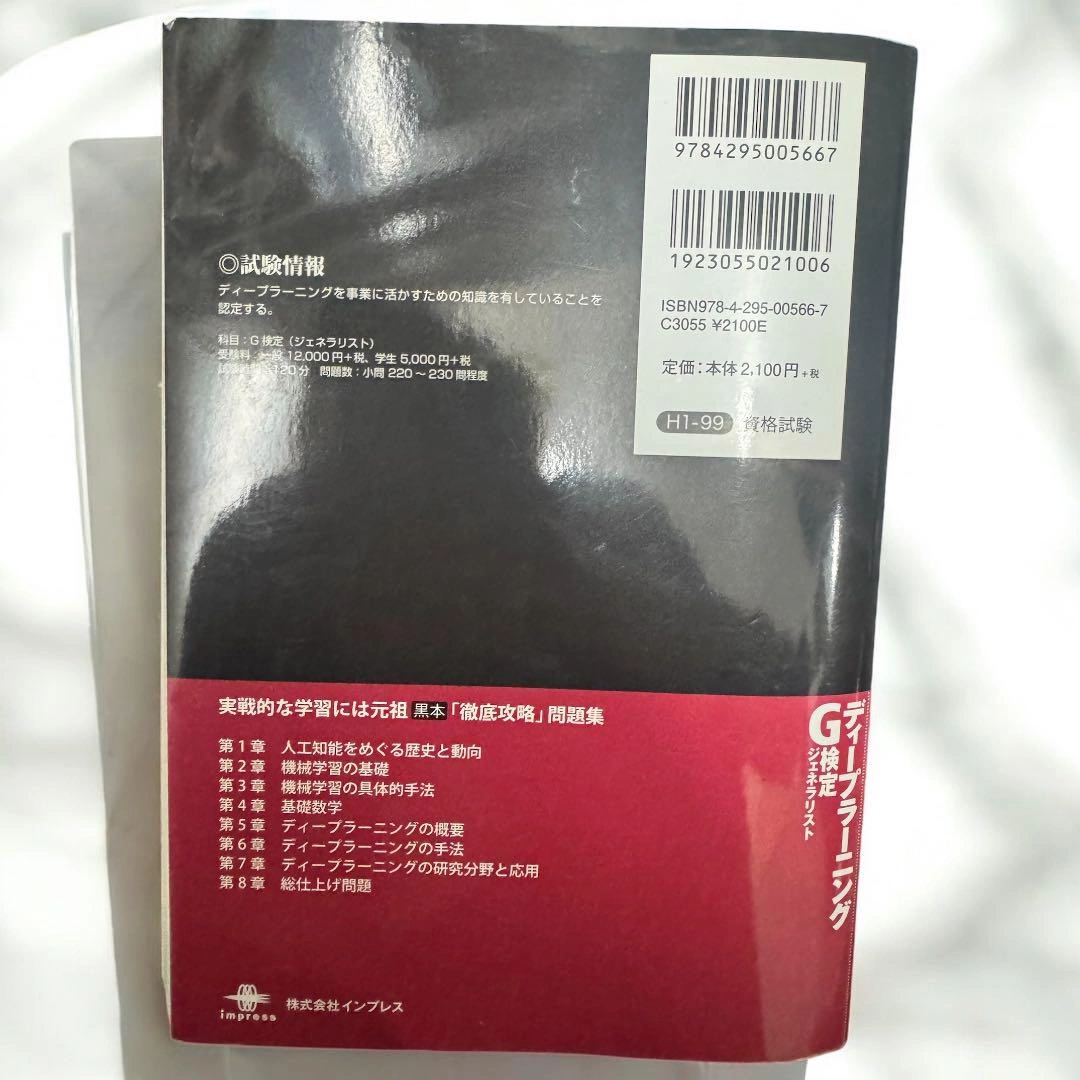 9784295005667
1923055021006
ISBN978-4-295-00566-7
C3055 ¥2100E
定価：本体2,100円+税
H1-99 資格試験
◎試験情報
ディープラーニングを事業に活かすための知識を有していることを
認定する。
科目：G検定（ジェネラリスト）
受験料：一般 12,000円+税、学生 5,000円+税
試験時間：120分 問題数：小問 220～230問程度
実戦的な学習には元祖 黒本「徹底攻略」問題集
第1章 人工知能をめぐる歴史と動向
第2章 機械学習の基礎
第3章 機械学習の具体的手法
第4章 基礎数学
第5章 ディープラーニングの概要
第6章 ディープラーニングの手法
第7章 ディープラーニングの研究分野と応用
第8章 総仕上げ問題
ディープラーニング
G検定
ジェネラリスト
impress 株式会社インプレス